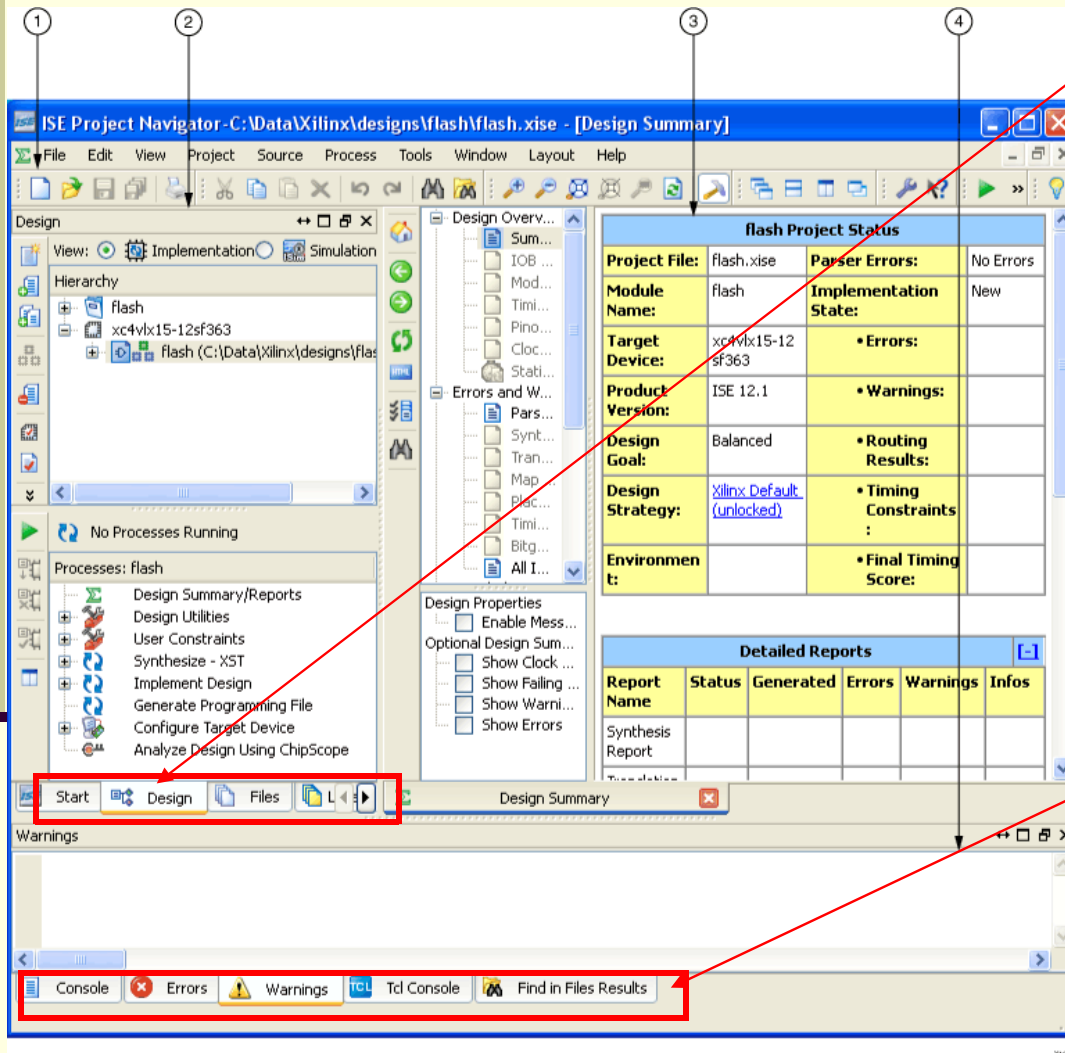 1
2
3
4
ISE Project Navigator-C:\Data\Xilinx\designs\flash\flash.xise - [Design Summary]
File Edit View Project Source Process Tools Window Layout Help
Design
View: Implementation Simulation
Hierarchy
flash
xc4vlx15-12sf363
flash (C:\Data\Xilinx\designs\flas
No Processes Running
Processes: flash
Design Summary/Reports
Design Utilities
User Constraints
Synthesize - XST
Implement Design
Generate Programming File
Configure Target Device
Analyze Design Using ChipScope
Start Design Files L
Design Overv...
Sum...
IOB ...
Mod...
Timi...
Pino...
Cloc...
Stati...
Errors and W...
Pars...
Synt...
Tran...
Map ...
Plac...
Timi...
Bitg...
All I...
Design Properties
Enable Mess...
Optional Design Sum...
Show Clock ...
Show Failing ...
Show Warni...
Show Errors
flash Project Status
Project File: flash.xise Parser Errors: No Errors
Module Name: flash Implementation State: New
Target Device: xc4vlx15-12sf363 • Errors:
Product Version: ISE 12.1 • Warnings:
Design Goal: Balanced • Routing Results:
Design Strategy: Xilinx Default (unlocked) • Timing Constraints:
Environment: • Final Timing Score:
Detailed Reports [-]
Report Name Status Generated Errors Warnings Infos
Synthesis Report
Design Summary
Warnings
Console Errors Warnings Tcl Console Find in Files Results